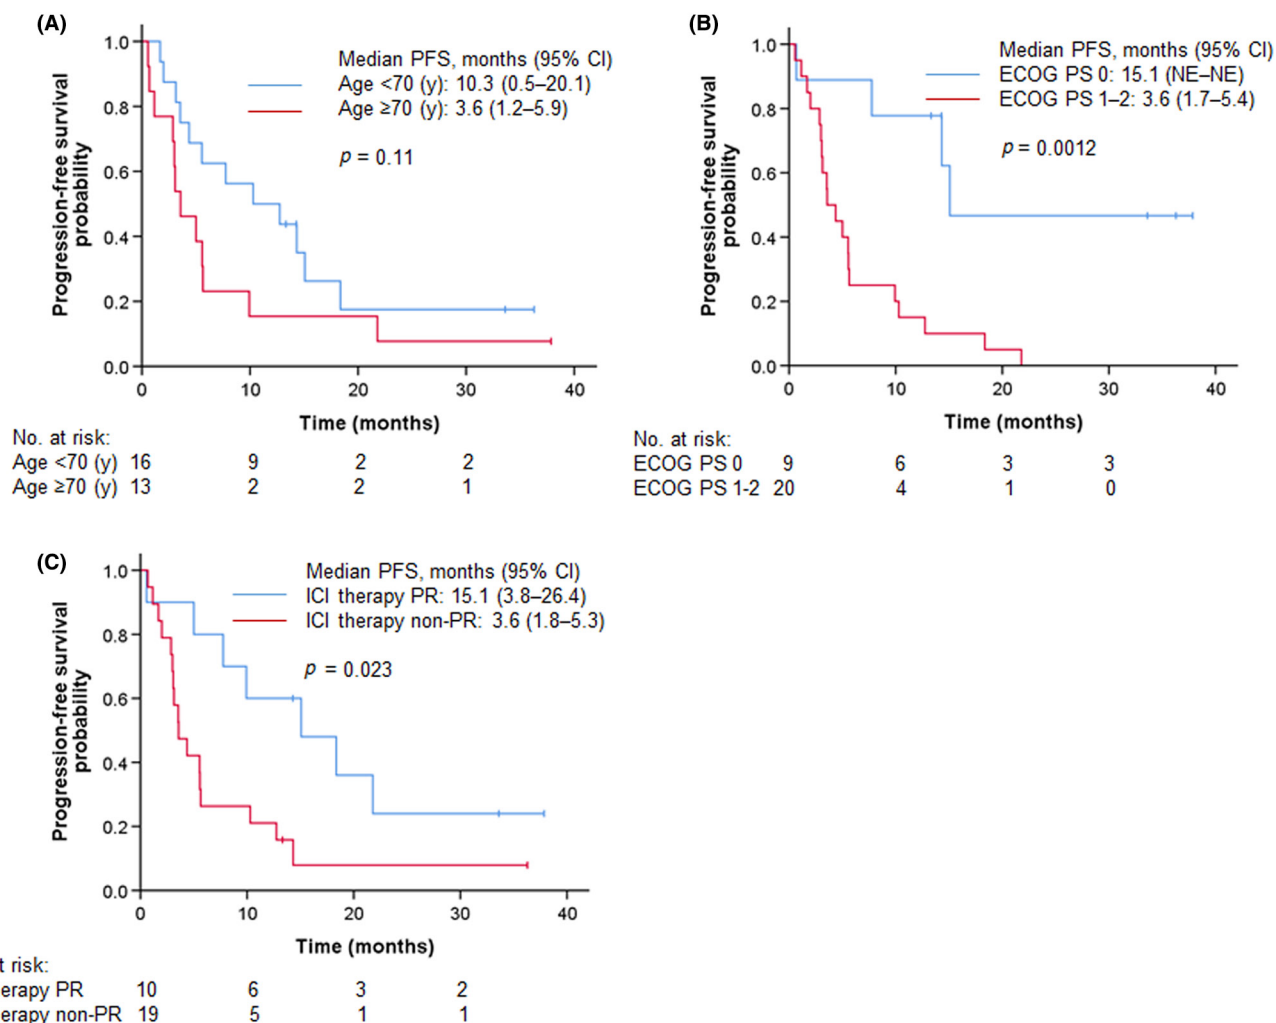 (A)
Progression-free survival
probability
1.0
0.8
0.6
0.4
0.2
0.0
Median PFS, months (95% CI)
Age <70 (y): 10.3 (0.5–20.1)
Age ≥70 (y): 3.6 (1.2–5.9)
p = 0.11
0 10 20 30 40
Time (months)
No. at risk:
Age <70 (y) 16 9 2 2
Age ≥70 (y) 13 2 2 1
(B)
Progression-free survival
probability
1.0
0.8
0.6
0.4
0.2
0.0
Median PFS, months (95% CI)
ECOG PS 0: 15.1 (NE–NE)
ECOG PS 1–2: 3.6 (1.7–5.4)
p = 0.0012
0 10 20 30 40
Time (months)
No. at risk:
ECOG PS 0 9 6 3 3
ECOG PS 1-2 20 4 1 0
(C)
Progression-free survival
probability
1.0
0.8
0.6
0.4
0.2
0.0
Median PFS, months (95% CI)
ICI therapy PR: 15.1 (3.8–26.4)
ICI therapy non-PR: 3.6 (1.8–5.3)
p = 0.023
0 10 20 30 40
Time (months)
t risk:
erapy PR 10 6 3 2
erapy non-PR 19 5 1 1